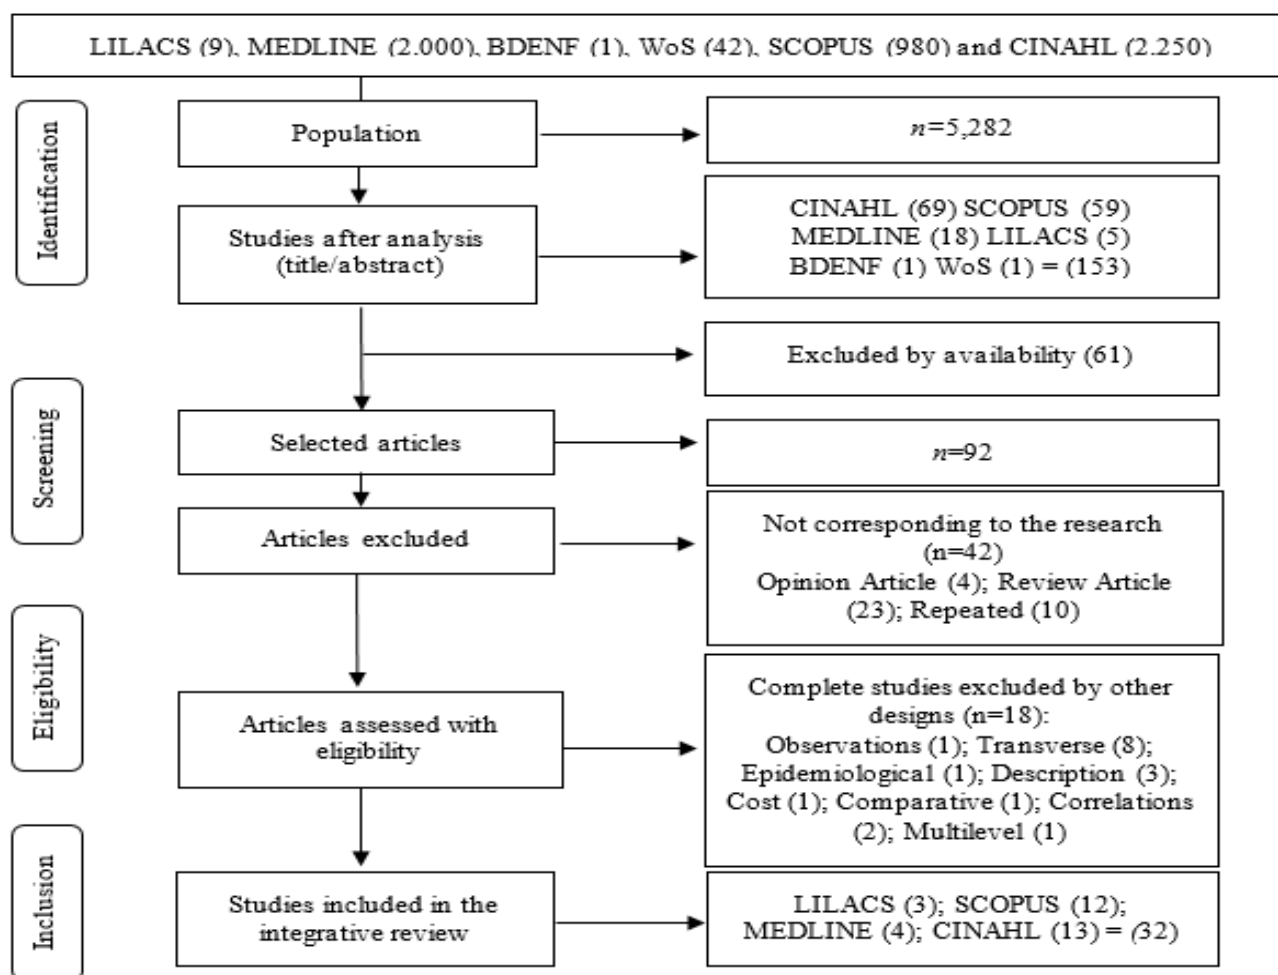 LILACS (9), MEDLINE (2.000), BDENF (1), WoS (42), SCOPUS (980) and CINAHL (2.250)
Identification
Population
n=5,282
Studies after analysis
(title/abstract)
CINAHL (69) SCOPUS (59)
MEDLINE (18) LILACS (5)
BDENF (1) WoS (1) = (153)
Excluded by availability (61)
Screening
Selected articles
n=92
Articles excluded
Not corresponding to the research
(n=42)
Opinion Article (4); Review Article
(23); Repeated (10)
Eligibility
Articles assessed with
eligibility
Complete studies excluded by other
designs (n=18):
Observations (1); Transverse (8);
Epidemiological (1); Description (3);
Cost (1); Comparative (1); Correlations
(2); Multilevel (1)
Inclusion
Studies included in the
integrative review
LILACS (3); SCOPUS (12);
MEDLINE (4); CINAHL (13) = (32)